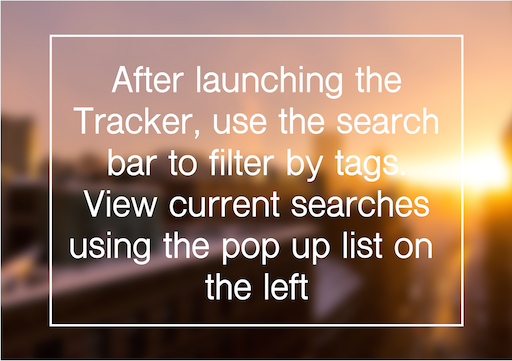 After launching the
Tracker, use the search
bar to filter by tags.
View current searches
using the pop up list on
the left